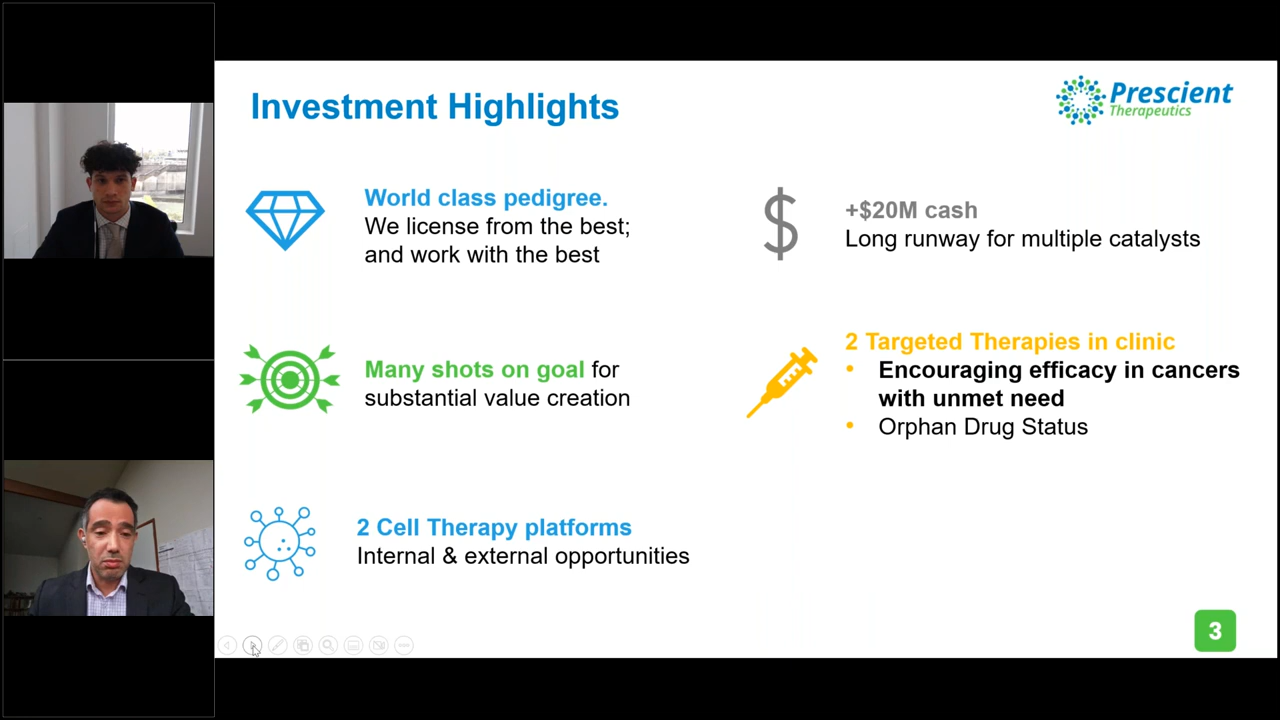 Investment Highlights
Prescient
Therapeutics
World class pedigree.
We license from the best;
and work with the best
+$20M cash
Long runway for multiple catalysts
Many shots on goal for
substantial value creation
2 Targeted Therapies in clinic
• Encouraging efficacy in cancers
with unmet need
• Orphan Drug Status
2 Cell Therapy platforms
Internal & external opportunities
3